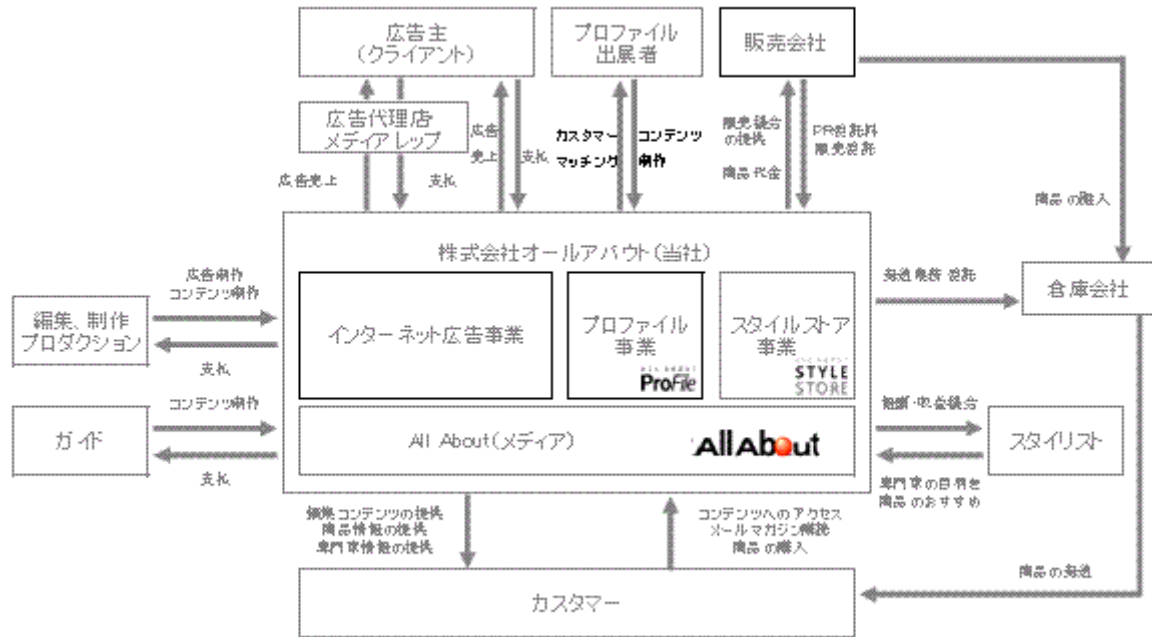 広告主
(クライアント)
プロファイル
出展者
販売会社
広告代理店・
メディアレップ
広告
売上
支払
カスタマー
マッチング
コンテンツ
制作
販売機会
の提供
商品代金
PR委託料
販売委託
広告売上
支払
商品の搬入
株式会社オールアバウト(当社)
広告制作
コンテンツ制作
編集、制作
プロダクション
支払
インターネット広告事業
プロファイル
事業
ProFile
スタイルストア
事業
STYLE
STORE
発送業務委託
倉庫会社
コンテンツ制作
ガイド
支払
All About(メディア)
AllAbout
報酬・収益機会
スタイリスト
専門家の目利き
商品のおすすめ
編集コンテンツの提供
商品情報の提供
専門家情報の提供
コンテンツへのアクセス
メールマガジン購読
商品の購入
商品の発送
カスタマー